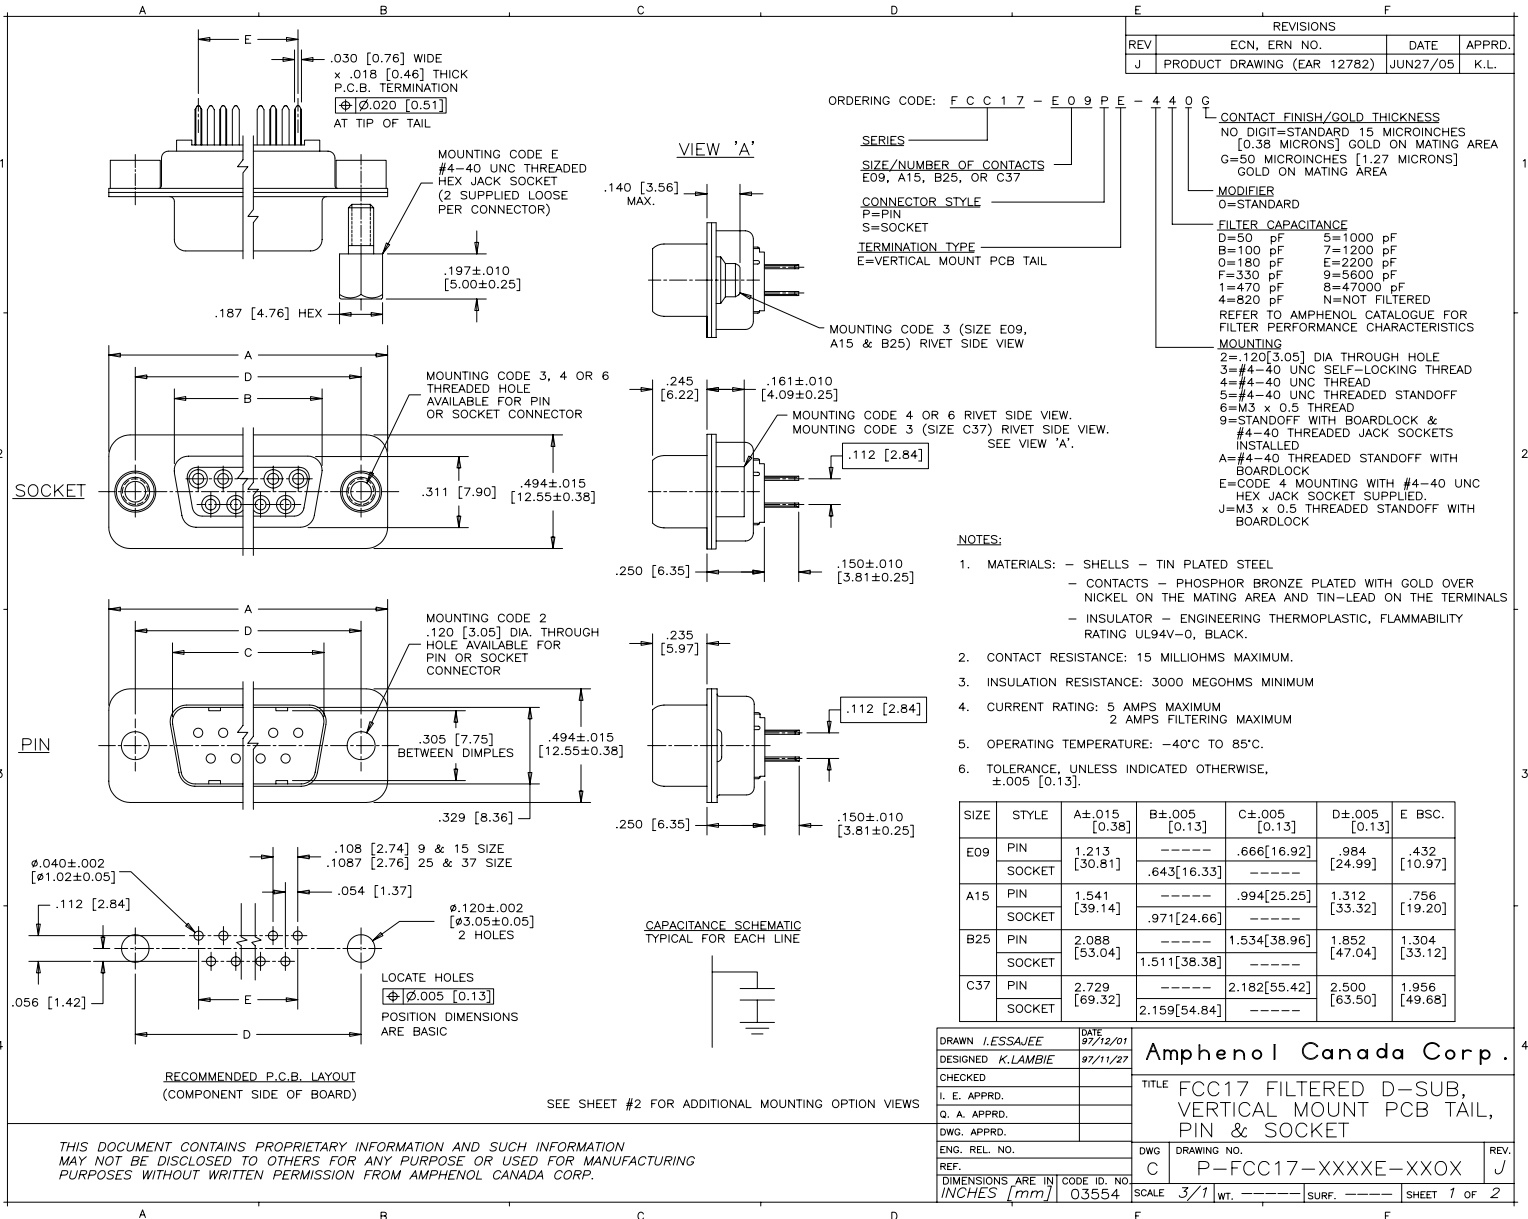 A B C D E F
REVISIONS
REV ECN, ERN NO. DATE APPRD.
J PRODUCT DRAWING (EAR 12782) JUN27/05 K.L.
E
.030 [0.76] WIDE
x .018 [0.46] THICK
P.C.B. TERMINATION
⌖ Ø.020 [0.51]
AT TIP OF TAIL
MOUNTING CODE E
#4-40 UNC THREADED
HEX JACK SOCKET
(2 SUPPLIED LOOSE
PER CONNECTOR)
.197±.010
[5.00±0.25]
.187 [4.76] HEX
VIEW 'A'
.140 [3.56]
MAX.
MOUNTING CODE 3 (SIZE E09,
A15 & B25) RIVET SIDE VIEW
ORDERING CODE: F C C 1 7 - E 0 9 P E - 4 4 0 G
SERIES
SIZE/NUMBER OF CONTACTS
E09, A15, B25, OR C37
CONNECTOR STYLE
P=PIN
S=SOCKET
TERMINATION TYPE
E=VERTICAL MOUNT PCB TAIL
CONTACT FINISH/GOLD THICKNESS
NO DIGIT=STANDARD 15 MICROINCHES
[0.38 MICRONS] GOLD ON MATING AREA
G=50 MICROINCHES [1.27 MICRONS]
GOLD ON MATING AREA
MODIFIER
0=STANDARD
FILTER CAPACITANCE
D=50 pF 5=1000 pF
B=100 pF 7=1200 pF
0=180 pF E=2200 pF
F=330 pF 9=5600 pF
1=470 pF 8=47000 pF
4=820 pF N=NOT FILTERED
REFER TO AMPHENOL CATALOGUE FOR
FILTER PERFORMANCE CHARACTERISTICS
MOUNTING
2=.120[3.05] DIA THROUGH HOLE
3=#4-40 UNC SELF-LOCKING THREAD
4=#4-40 UNC THREAD
5=#4-40 UNC THREADED STANDOFF
6=M3 x 0.5 THREAD
9=STANDOFF WITH BOARDLOCK &
#4-40 THREADED JACK SOCKETS
INSTALLED
A=#4-40 THREADED STANDOFF WITH
BOARDLOCK
E=CODE 4 MOUNTING WITH #4-40 UNC
HEX JACK SOCKET SUPPLIED.
J=M3 x 0.5 THREADED STANDOFF WITH
BOARDLOCK
1
1
SOCKET
A
D
B
MOUNTING CODE 3, 4 OR 6
THREADED HOLE
AVAILABLE FOR PIN
OR SOCKET CONNECTOR
.311 [7.90]
.494±.015
[12.55±0.38]
.245
[6.22]
.161±.010
[4.09±0.25]
MOUNTING CODE 4 OR 6 RIVET SIDE VIEW.
MOUNTING CODE 3 (SIZE C37) RIVET SIDE VIEW.
SEE VIEW 'A'.
.112 [2.84]
.250 [6.35]
.150±.010
[3.81±0.25]
2
2
PIN
A
D
C
MOUNTING CODE 2
.120 [3.05] DIA. THROUGH
HOLE AVAILABLE FOR
PIN OR SOCKET
CONNECTOR
.305 [7.75]
BETWEEN DIMPLES
.494±.015
[12.55±0.38]
.329 [8.36]
.235
[5.97]
.112 [2.84]
.250 [6.35]
.150±.010
[3.81±0.25]
3
3
NOTES:
1. MATERIALS: - SHELLS - TIN PLATED STEEL
- CONTACTS - PHOSPHOR BRONZE PLATED WITH GOLD OVER
NICKEL ON THE MATING AREA AND TIN-LEAD ON THE TERMINALS
- INSULATOR - ENGINEERING THERMOPLASTIC, FLAMMABILITY
RATING UL94V-0, BLACK.
2. CONTACT RESISTANCE: 15 MILLIOHMS MAXIMUM.
3. INSULATION RESISTANCE: 3000 MEGOHMS MINIMUM
4. CURRENT RATING: 5 AMPS MAXIMUM
2 AMPS FILTERING MAXIMUM
5. OPERATING TEMPERATURE: -40°C TO 85°C.
6. TOLERANCE, UNLESS INDICATED OTHERWISE,
±.005 [0.13].
SIZE STYLE A±.015 [0.38] B±.005 [0.13] C±.005 [0.13] D±.005 [0.13] E BSC.
E09 PIN 1.213 [30.81] ----- .666[16.92] .984 [24.99] .432 [10.97]
SOCKET .643[16.33] -----
A15 PIN 1.541 [39.14] ----- .994[25.25] 1.312 [33.32] .756 [19.20]
SOCKET .971[24.66] -----
B25 PIN 2.088 [53.04] ----- 1.534[38.96] 1.852 [47.04] 1.304 [33.12]
SOCKET 1.511[38.38] -----
C37 PIN 2.729 [69.32] ----- 2.182[55.42] 2.500 [63.50] 1.956 [49.68]
SOCKET 2.159[54.84] -----
.108 [2.74] 9 & 15 SIZE
.1087 [2.76] 25 & 37 SIZE
ø.040±.002
[ø1.02±0.05]
.054 [1.37]
.112 [2.84]
ø.120±.002
[ø3.05±0.05]
2 HOLES
.056 [1.42]
E
D
LOCATE HOLES
⌖ Ø.005 [0.13]
POSITION DIMENSIONS
ARE BASIC
RECOMMENDED P.C.B. LAYOUT
(COMPONENT SIDE OF BOARD)
CAPACITANCE SCHEMATIC
TYPICAL FOR EACH LINE
SEE SHEET #2 FOR ADDITIONAL MOUNTING OPTION VIEWS
4
4
THIS DOCUMENT CONTAINS PROPRIETARY INFORMATION AND SUCH INFORMATION
MAY NOT BE DISCLOSED TO OTHERS FOR ANY PURPOSE OR USED FOR MANUFACTURING
PURPOSES WITHOUT WRITTEN PERMISSION FROM AMPHENOL CANADA CORP.
DRAWN I.ESSAJEE DATE 97/12/01
DESIGNED K.LAMBIE 97/11/27
CHECKED
I. E. APPRD.
Q. A. APPRD.
DWG. APPRD.
ENG. REL. NO.
REF.
DIMENSIONS ARE IN INCHES [mm]
CODE ID. NO. 03554
Amphenol Canada Corp.
TITLE FCC17 FILTERED D-SUB,
VERTICAL MOUNT PCB TAIL,
PIN & SOCKET
DWG C DRAWING NO. P-FCC17-XXXXE-XX0X REV. J
SCALE 3/1 WT. ----- SURF. ---- SHEET 1 OF 2
A B C D E F